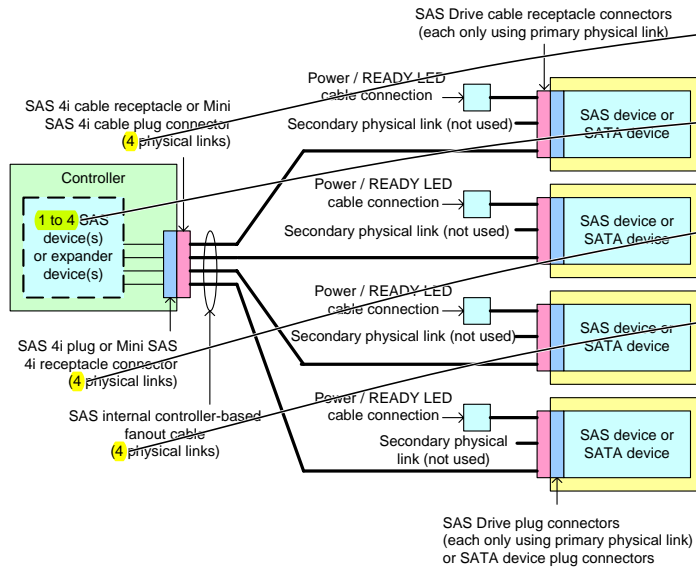 SAS Drive cable receptacle connectors
(each only using primary physical link)
Power / READY LED
cable connection
SAS 4i cable receptacle or Mini
SAS 4i cable plug connector
(4 physical links)
Secondary physical link (not used)
SAS device or
SATA device
Controller
1 to 4 SAS
device(s)
or expander
device(s)
Power / READY LED
cable connection
Secondary physical link (not used)
SAS device or
SATA device
Power / READY LED
cable connection
Secondary physical link (not used)
SAS device or
SATA device
SAS 4i plug or Mini SAS
4i receptacle connector
(4 physical links)
SAS internal controller-based
fanout cable
(4 physical links)
Power / READY LED
cable connection
Secondary physical
link (not used)
SAS device or
SATA device
SAS Drive plug connectors
(each only using primary physical link)
or SATA device plug connectors